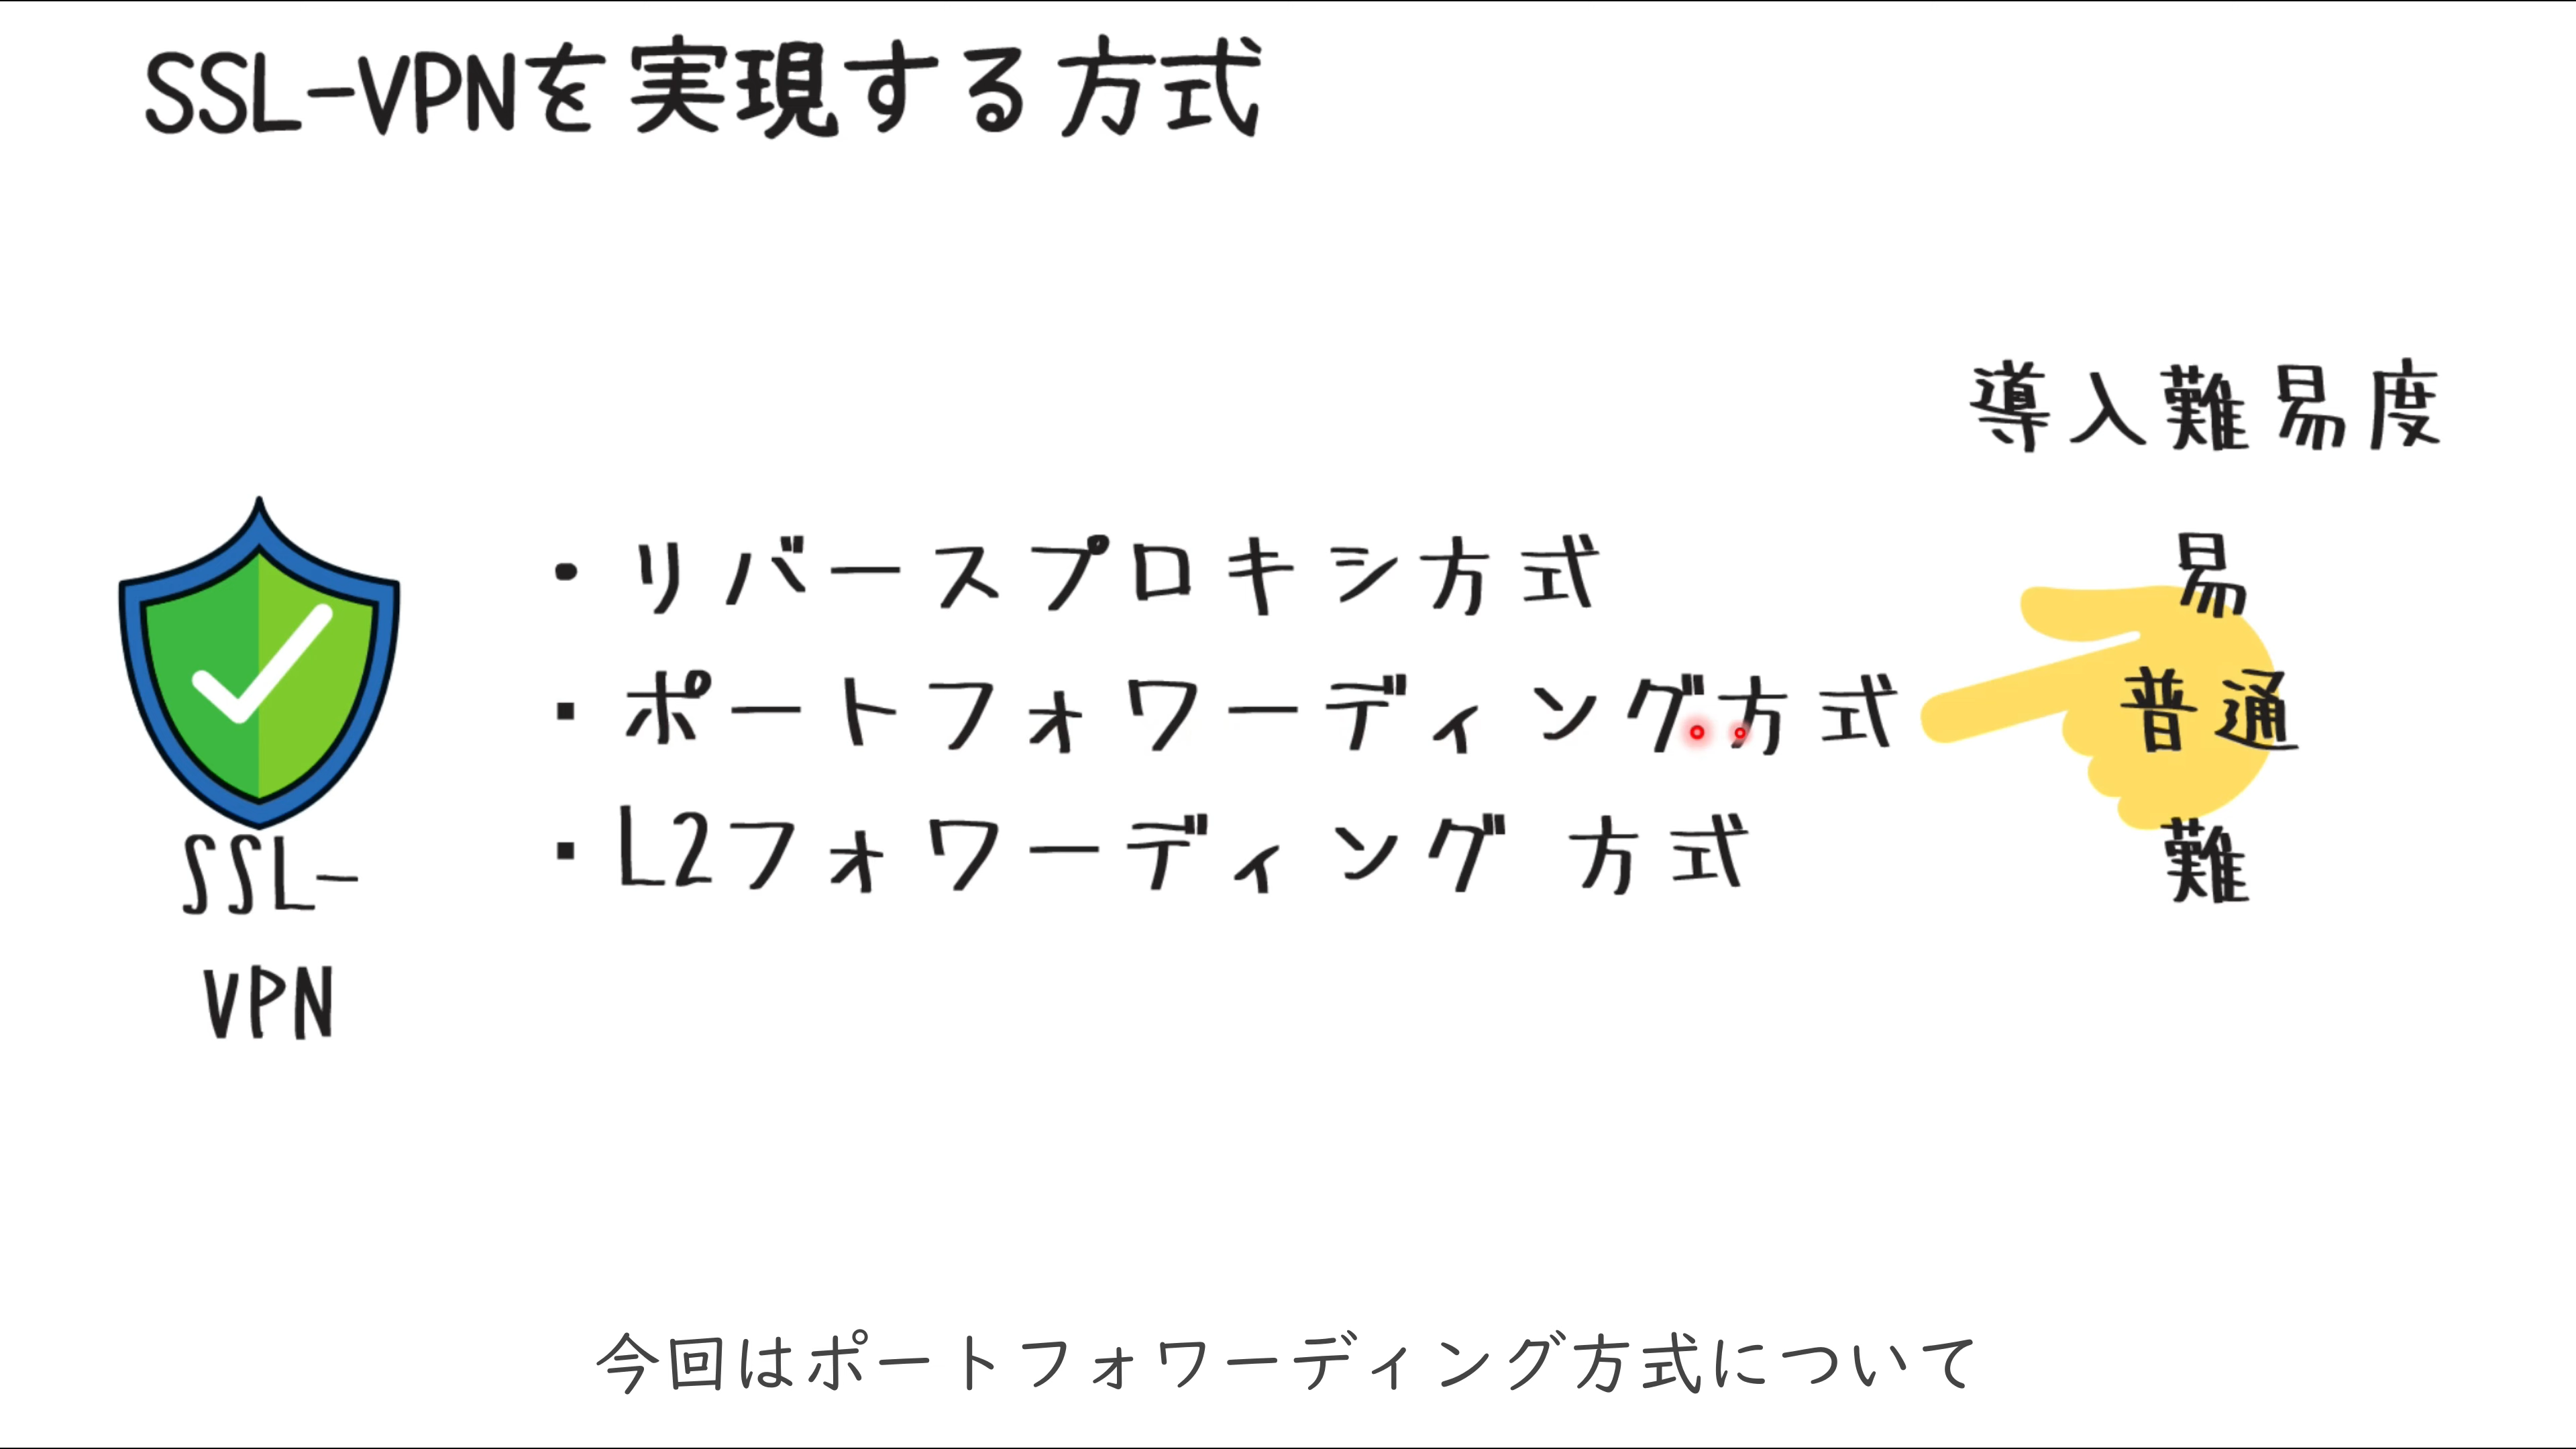 SSL-VPNを実現する方式
導入難易度
・リバースプロキシ方式 易
▪ポートフォワーディング方式 普通
▪L2フォワーディング方式 難
SSL-
VPN
今回はポートフォワーディング方式について